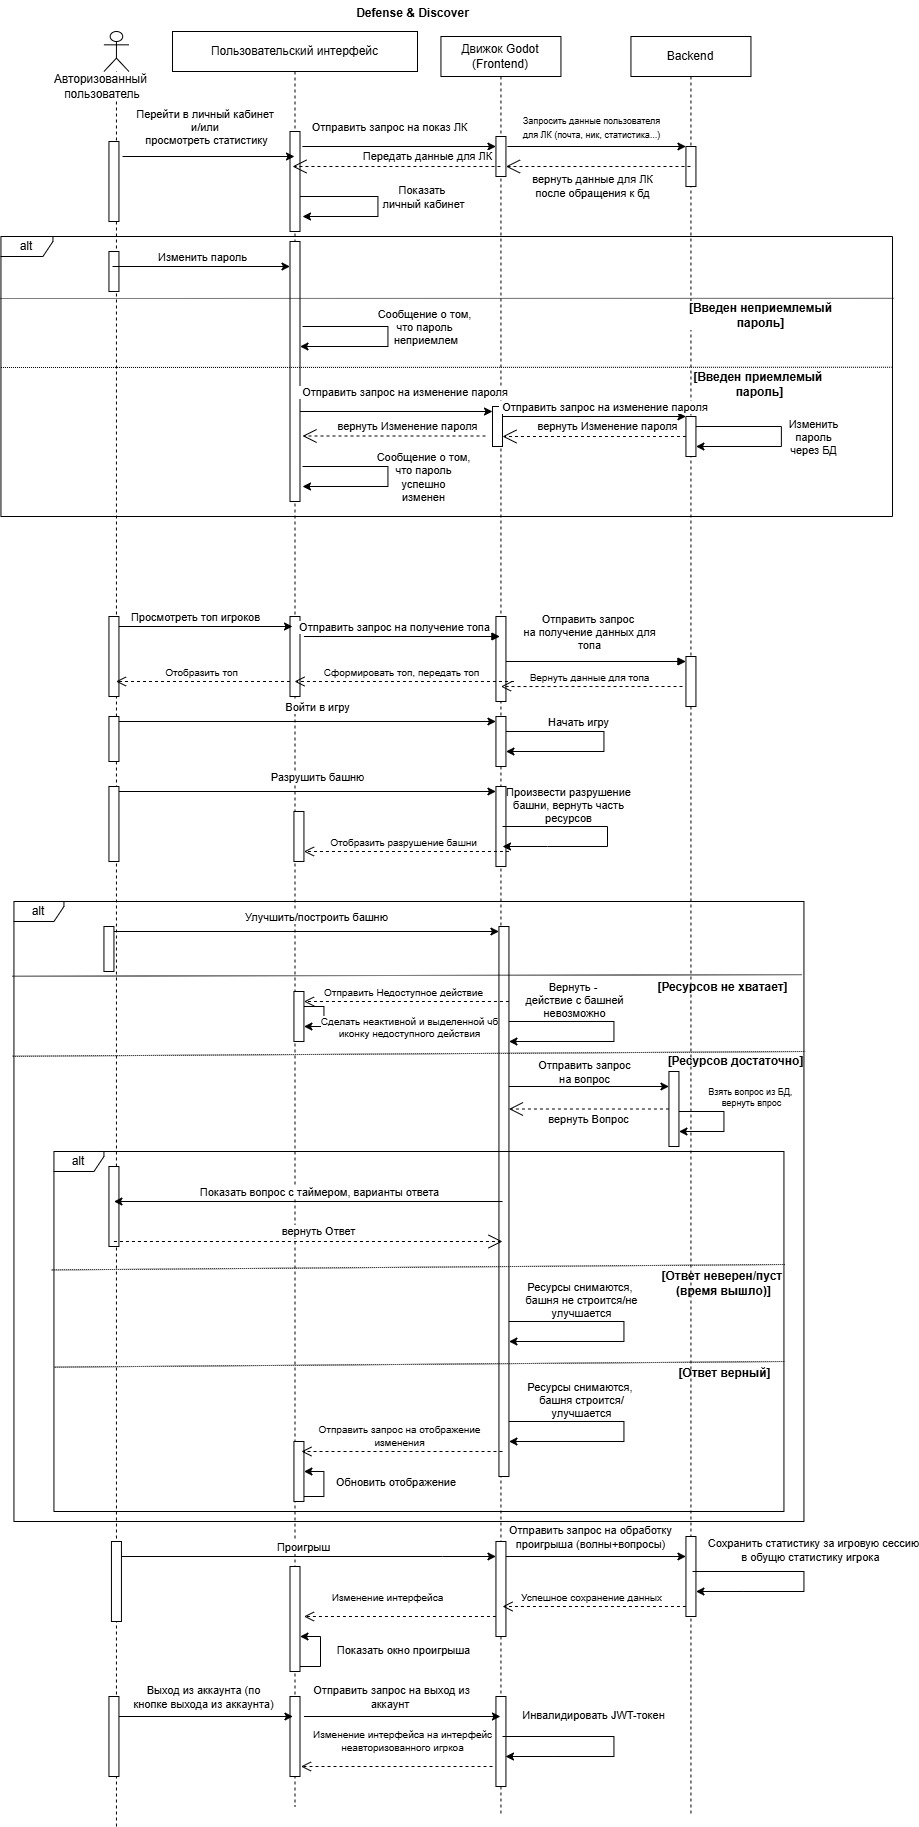 Defense & Discover
Авторизованный
пользователь
Пользовательский интерфейс
Движок Godot
(Frontend)
Backend
Перейти в личный кабинет
и/или
просмотреть статистику
Отправить запрос на показ ЛК
Запросить данные пользователя
для ЛК (почта, ник, статистика...)
Передать данные для ЛК
вернуть данные для ЛК
после обращения к бд
Показать
личный кабинет
alt
Изменить пароль
[Введен неприемлемый
пароль]
Сообщение о том,
что пароль
неприемлем
[Введен приемлемый
пароль]
Отправить запрос на изменение пароля
Отправить запрос на изменение пароля
вернуть Изменение пароля
вернуть Изменение пароля
Изменить
пароль
через БД
Сообщение о том,
что пароль
успешно
изменен
Просмотреть топ игроков
Отправить запрос на получение топа
Отправить запрос
на получение данных для
топа
Отобразить топ
Сформировать топ, передать топ
Вернуть данные для топа
Войти в игру
Начать игру
Разрушить башню
Произвести разрушение
башни, вернуть часть
ресурсов
Отобразить разрушение башни
alt
Улучшить/построить башню
[Ресурсов не хватает]
Отправить Недоступное действие
Вернуть -
действие с башней
невозможно
Сделать неактивной и выделенной чб
иконку недоступного действия
[Ресурсов достаточно]
Отправить запрос
на вопрос
Взять вопрос из БД,
вернуть впрос
вернуть Вопрос
alt
Показать вопрос с таймером, варианты ответа
вернуть Ответ
[Ответ неверен/пуст
(время вышло)]
Ресурсы снимаются,
башня не строится/не
улучшается
[Ответ верный]
Ресурсы снимаются,
башня строится/
улучшается
Отправить запрос на отображение
изменения
Обновить отображение
Проигрыш
Отправить запрос на обработку
проигрыша (волны+вопросы)
Сохранить статистику за игровую сессию
в общую статистику игрока
Изменение интерфейса
Успешное сохранение данных
Показать окно проигрыша
Выход из аккаунта (по
кнопке выхода из аккаунта)
Отправить запрос на выход из
аккаунт
Инвалидировать JWT-токен
Изменение интерфейса на интерфейс
неавторизованного игркоа